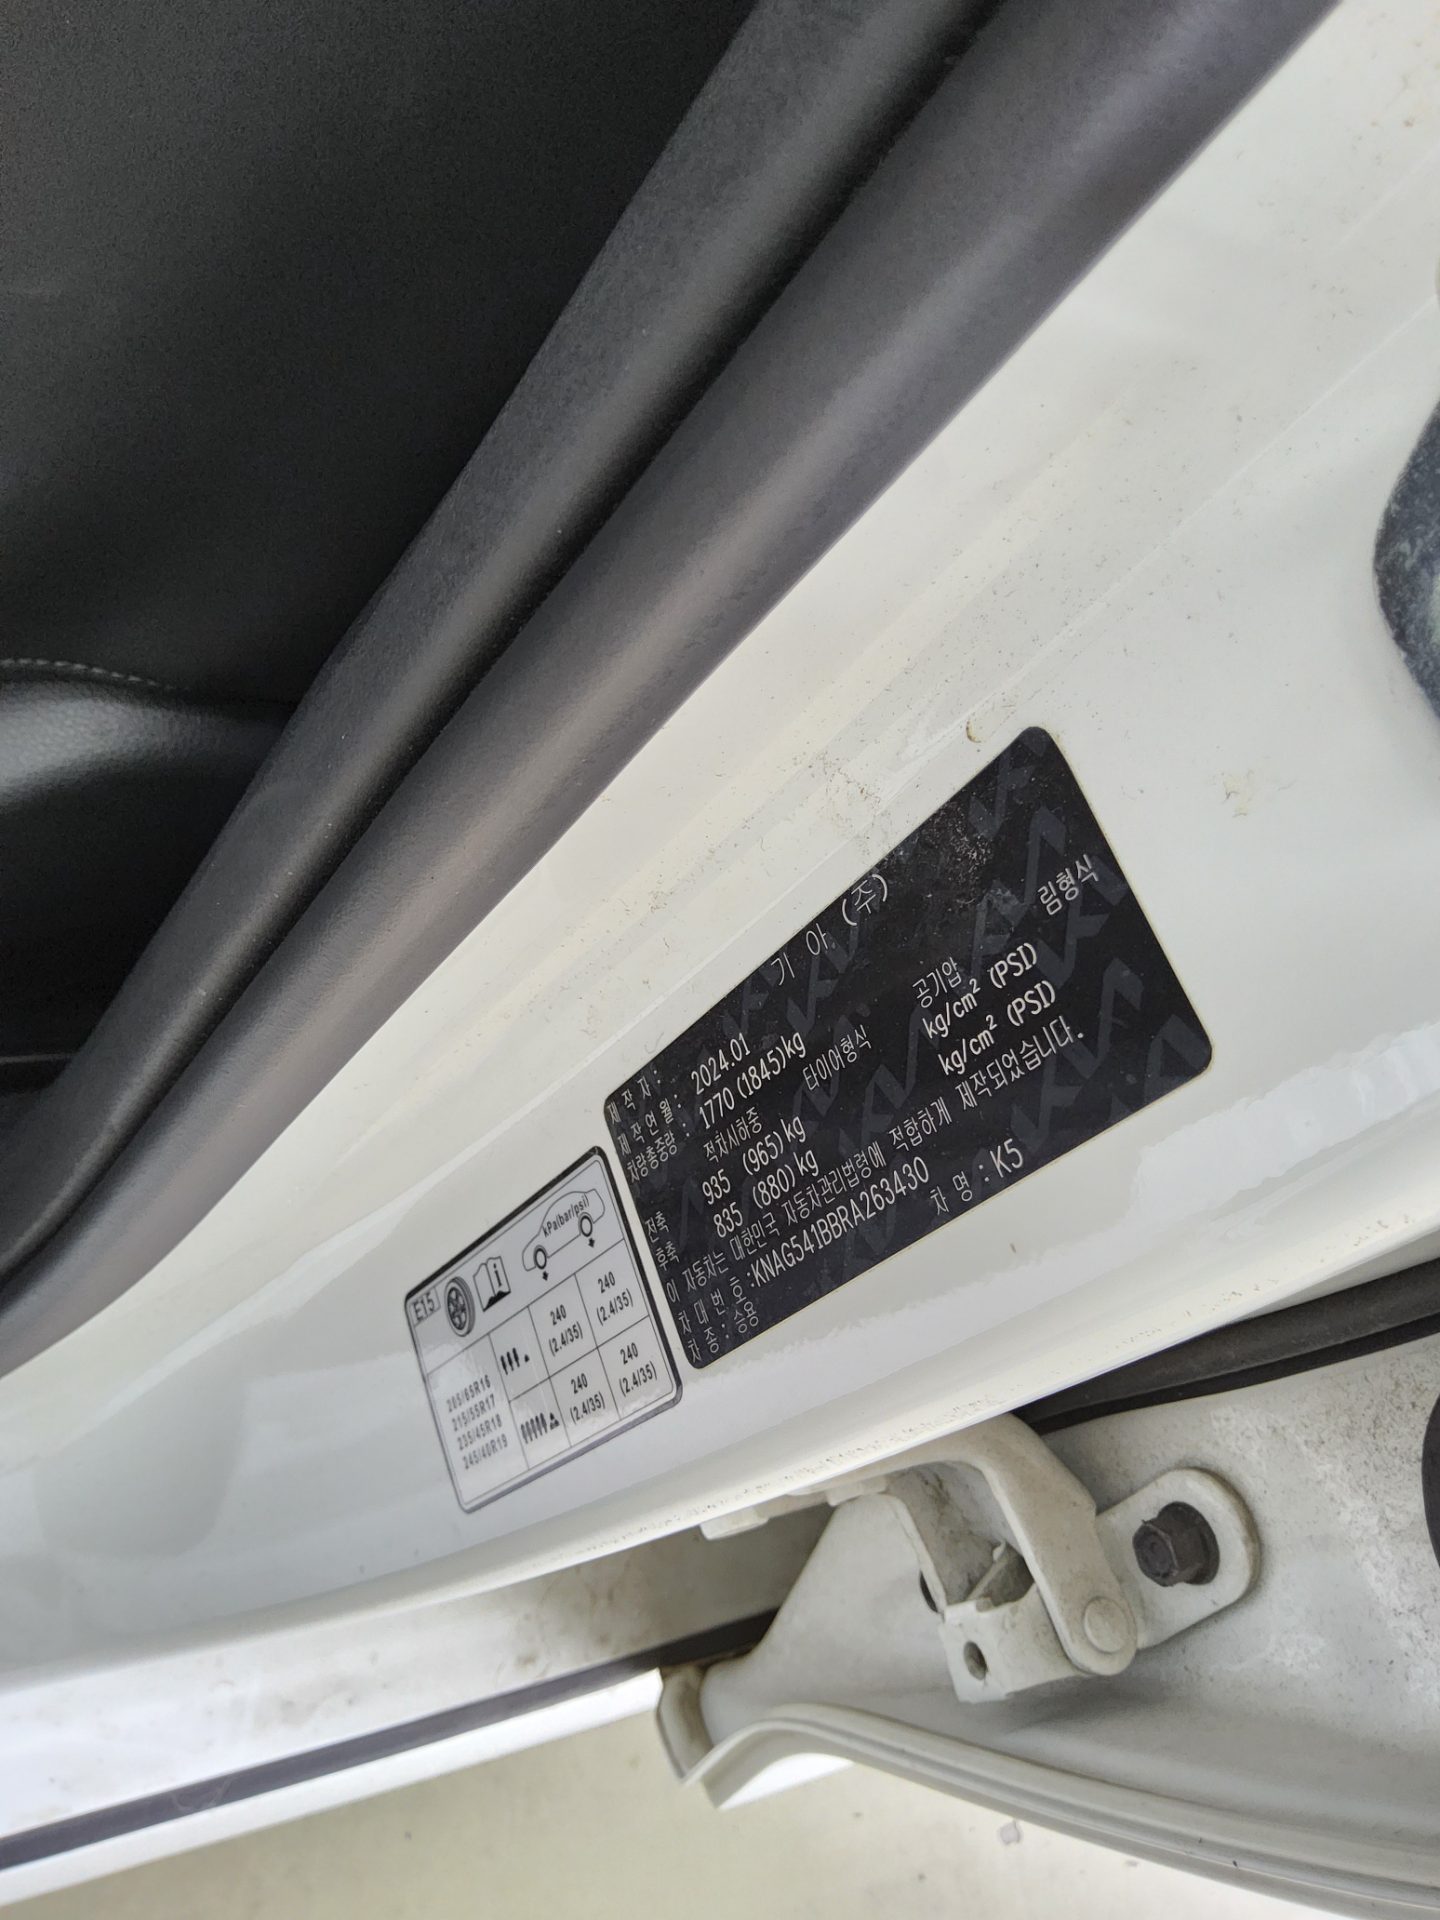 제작자: 기 아 (주)
제작연월: 2024.01
차량총중량: 1770 (1845)kg
적차시하중 타이어형식 공기압 림형식
전축 935 (965)kg kg/cm² (PSI)
후축 835 (880)kg kg/cm² (PSI)
이 자동차는 대한민국 자동차관리법령에 적합하게 제작되었습니다.
차대번호:KNAG541BBRA263430
차종:승용 차 명:K5
E15 i kPa(bar/psi)
205/65R16
215/55R17
235/45R18
245/40R19
240 (2.4/35) 240 (2.4/35)
240 (2.4/35) 240 (2.4/35)